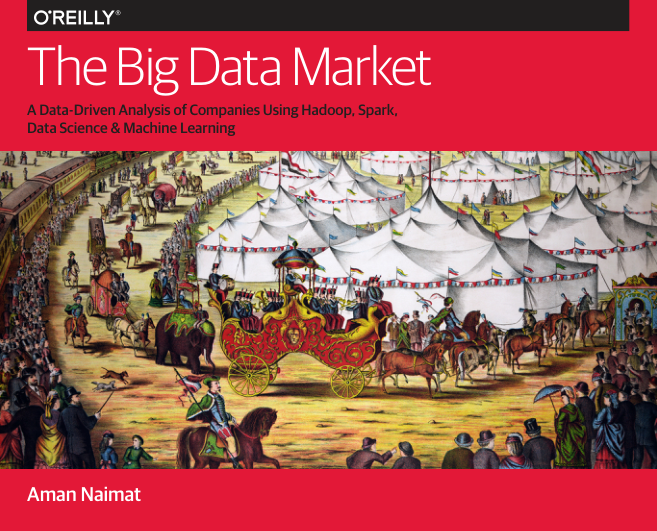 O'REILLY®
The Big Data Market
A Data-Driven Analysis of Companies Using Hadoop, Spark,
Data Science & Machine Learning
Aman Naimat